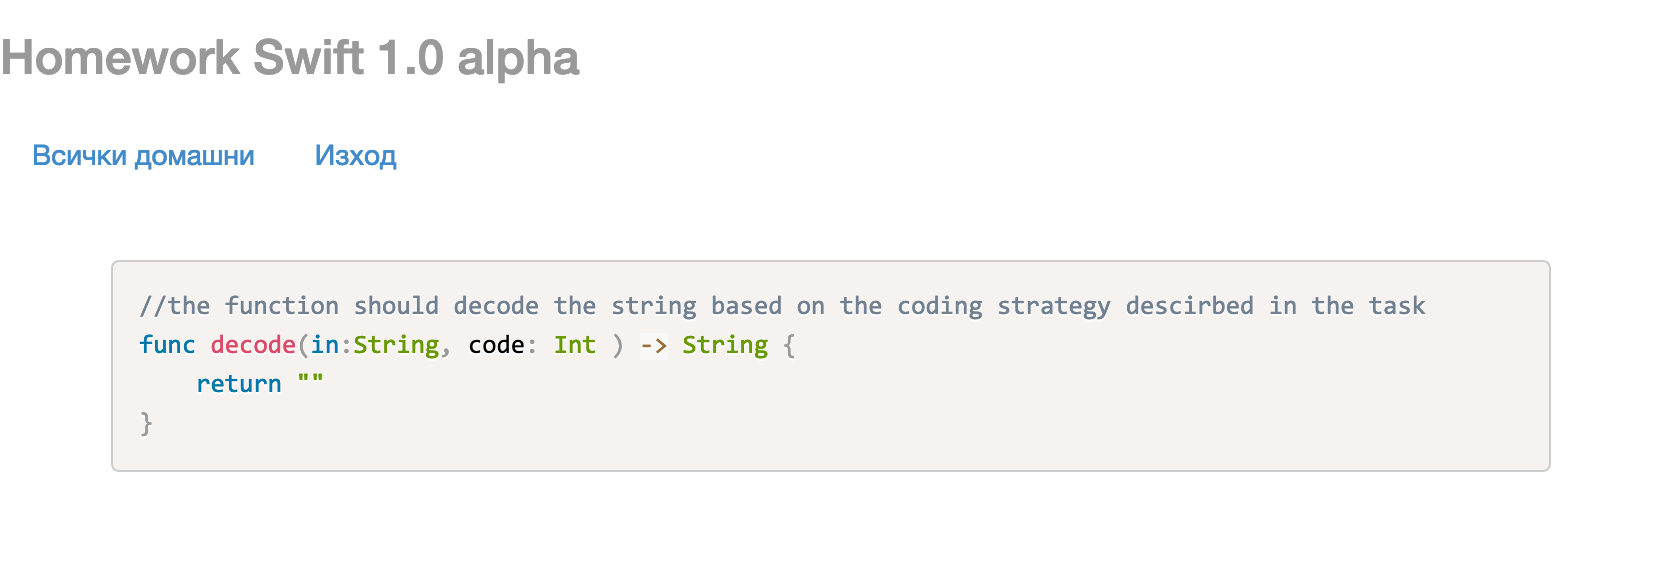 Homework Swift 1.0 alpha
Всички домашни Изход
//the function should decode the string based on the coding strategy descirbed in the task
func decode(in:String, code: Int ) -> String {
    return ""
}